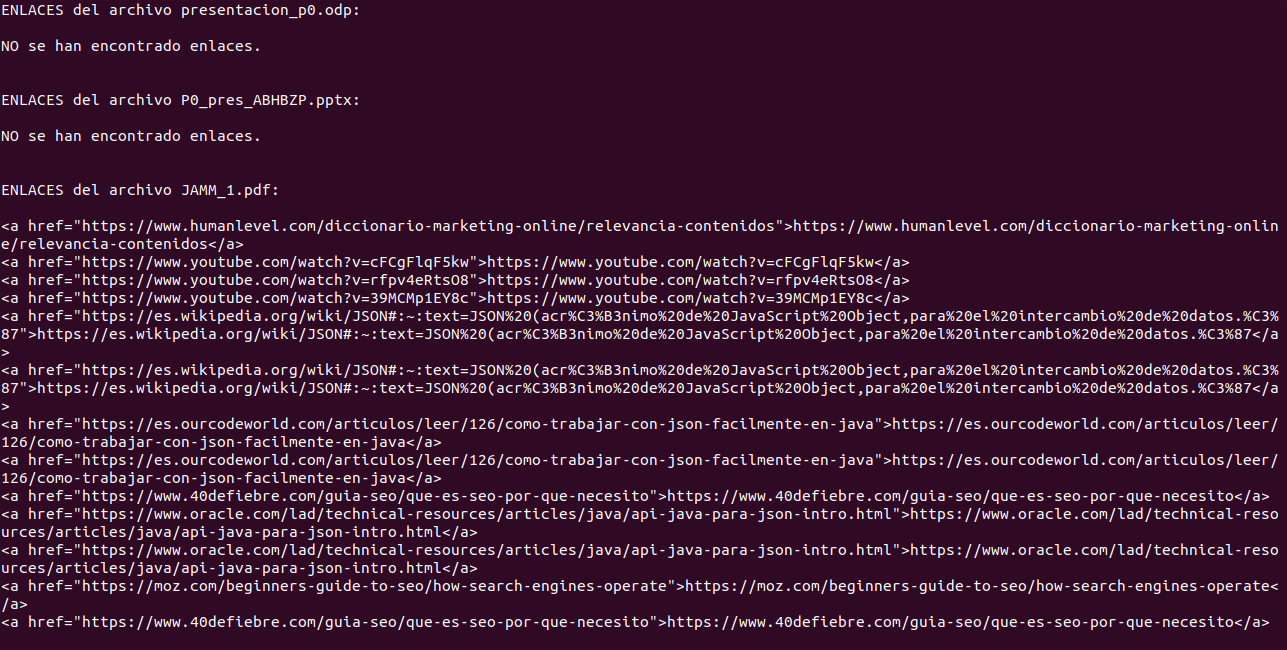 ENLACES del archivo presentacion_p0.odp:
NO se han encontrado enlaces.
ENLACES del archivo P0_pres_ABHBZP.pptx:
NO se han encontrado enlaces.
ENLACES del archivo JAMM_1.pdf:
<a href="https://www.humanlevel.com/diccionario-marketing-online/relevancia-contenidos">https://www.humanlevel.com/diccionario-marketing-onlin
e/relevancia-contenidos</a>
<a href="https://www.youtube.com/watch?v=cFCgFlqF5kw">https://www.youtube.com/watch?v=cFCgFlqF5kw</a>
<a href="https://www.youtube.com/watch?v=rfpv4eRtsO8">https://www.youtube.com/watch?v=rfpv4eRtsO8</a>
<a href="https://www.youtube.com/watch?v=39MCMp1EY8c">https://www.youtube.com/watch?v=39MCMp1EY8c</a>
<a href="https://es.wikipedia.org/wiki/JSON#:~:text=JSON%20(acr%C3%B3nimo%20de%20JavaScript%20Object,para%20el%20intercambio%20de%20datos.%C3%
87">https://es.wikipedia.org/wiki/JSON#:~:text=JSON%20(acr%C3%B3nimo%20de%20JavaScript%20Object,para%20el%20intercambio%20de%20datos.%C3%87</a
>
<a href="https://es.wikipedia.org/wiki/JSON#:~:text=JSON%20(acr%C3%B3nimo%20de%20JavaScript%20Object,para%20el%20intercambio%20de%20datos.%C3%
87">https://es.wikipedia.org/wiki/JSON#:~:text=JSON%20(acr%C3%B3nimo%20de%20JavaScript%20Object,para%20el%20intercambio%20de%20datos.%C3%87</a
>
<a href="https://es.ourcodeworld.com/articulos/leer/126/como-trabajar-con-json-facilmente-en-java">https://es.ourcodeworld.com/articulos/leer/
126/como-trabajar-con-json-facilmente-en-java</a>
<a href="https://es.ourcodeworld.com/articulos/leer/126/como-trabajar-con-json-facilmente-en-java">https://es.ourcodeworld.com/articulos/leer/
126/como-trabajar-con-json-facilmente-en-java</a>
<a href="https://www.40defiebre.com/guia-seo/que-es-seo-por-que-necesito">https://www.40defiebre.com/guia-seo/que-es-seo-por-que-necesito</a>
<a href="https://www.oracle.com/lad/technical-resources/articles/java/api-java-para-json-intro.html">https://www.oracle.com/lad/technical-reso
urces/articles/java/api-java-para-json-intro.html</a>
<a href="https://www.oracle.com/lad/technical-resources/articles/java/api-java-para-json-intro.html">https://www.oracle.com/lad/technical-reso
urces/articles/java/api-java-para-json-intro.html</a>
<a href="https://moz.com/beginners-guide-to-seo/how-search-engines-operate">https://moz.com/beginners-guide-to-seo/how-search-engines-operate<
/a>
<a href="https://www.40defiebre.com/guia-seo/que-es-seo-por-que-necesito">https://www.40defiebre.com/guia-seo/que-es-seo-por-que-necesito</a>